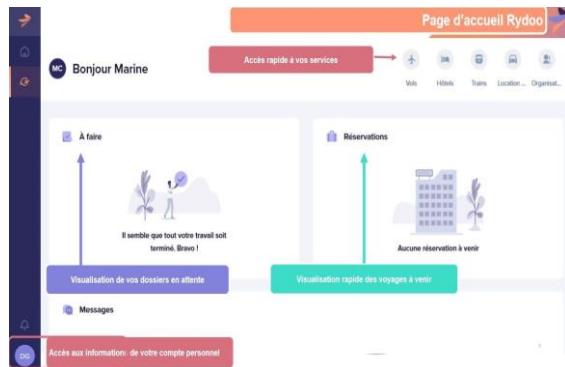 Page d'accueil Rydoo
MC Bonjour Marine
Accès rapide à vos services
Vols Hôtels Trains Location ... Organisat...
À faire
Réservations
Il semble que tout votre travail soit
terminé. Bravo !
Aucune réservation à venir
Visualisation de vos dossiers en attente
Visualisation rapide des voyages à venir
Messages
DG
Accès aux information: de votre compte personnel